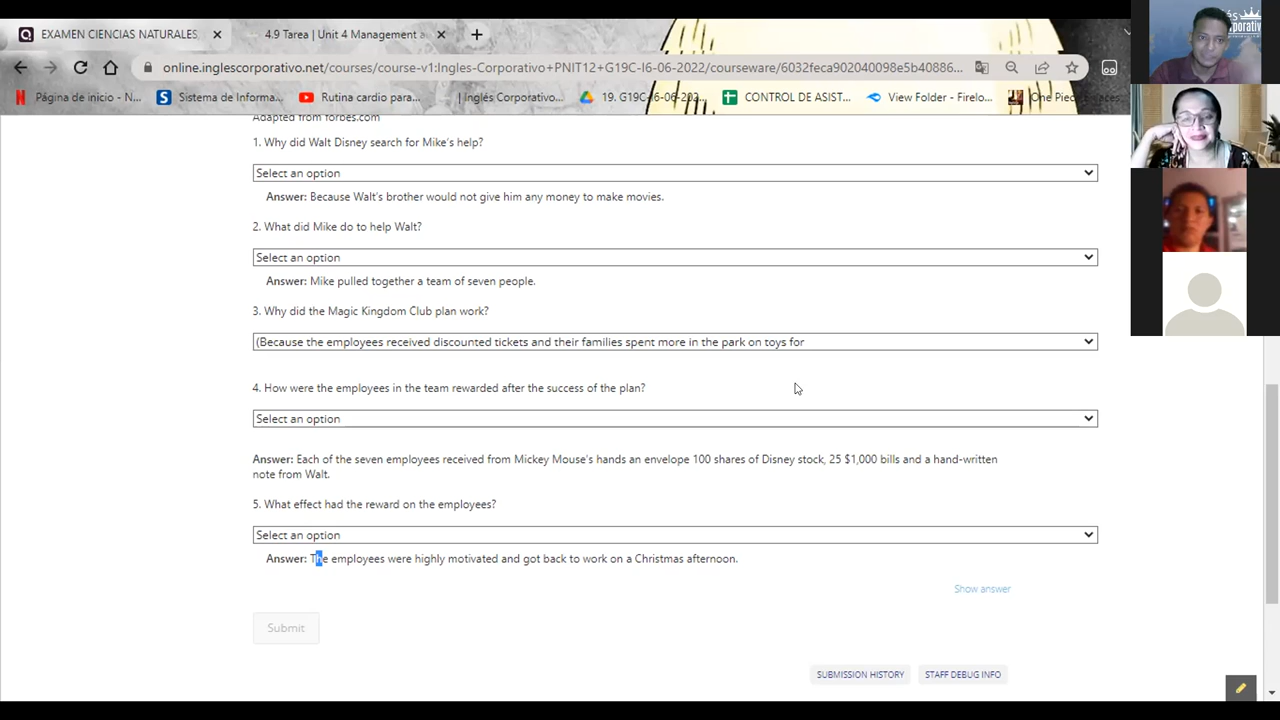 EXAMEN CIENCIAS NATURALES
4.9 Tarea | Unit 4 Management a
online.inglescorporativo.net/courses/course-v1:Ingles-Corporativo+PNIT12+G19C-I6-06-2022/courseware/6032feca902040098e5b40886...
Página de inicio - N...
Sistema de Informa...
Rutina cardio para...
| Inglés Corporativo...
19. G19C-I6-06-202...
CONTROL DE ASIST...
View Folder - Firelo...
One Piece
Adapted from forbes.com
1. Why did Walt Disney search for Mike's help?
Select an option
Answer: Because Walt's brother would not give him any money to make movies.
2. What did Mike do to help Walt?
Select an option
Answer: Mike pulled together a team of seven people.
3. Why did the Magic Kingdom Club plan work?
(Because the employees received discounted tickets and their families spent more in the park on toys for
4. How were the employees in the team rewarded after the success of the plan?
Select an option
Answer: Each of the seven employees received from Mickey Mouse's hands an envelope 100 shares of Disney stock, 25 $1,000 bills and a hand-written
note from Walt.
5. What effect had the reward on the employees?
Select an option
Answer: The employees were highly motivated and got back to work on a Christmas afternoon.
Show answer
Submit
SUBMISSION HISTORY
STAFF DEBUG INFO